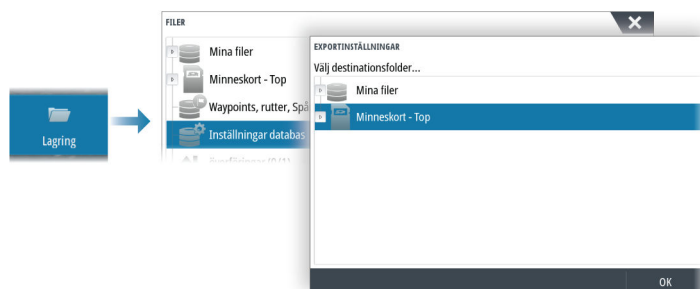 FILER
Mina filer
Minneskort - Top
Waypoints, rutter, Spå
Inställningar databas
Lagring
EXPORTINSTÄLLNINGAR
Välj destinationsfolder...
Mina filer
Minneskort - Top
OK